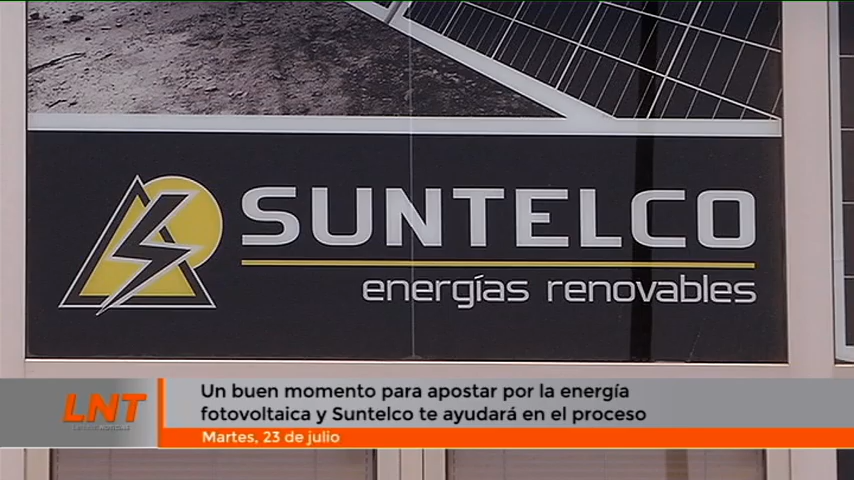 SUNTELCO
energías renovables
LNT
Un buen momento para apostar por la energía
fotovoltaica y Suntelco te ayudará en el proceso
Martes, 23 de julio